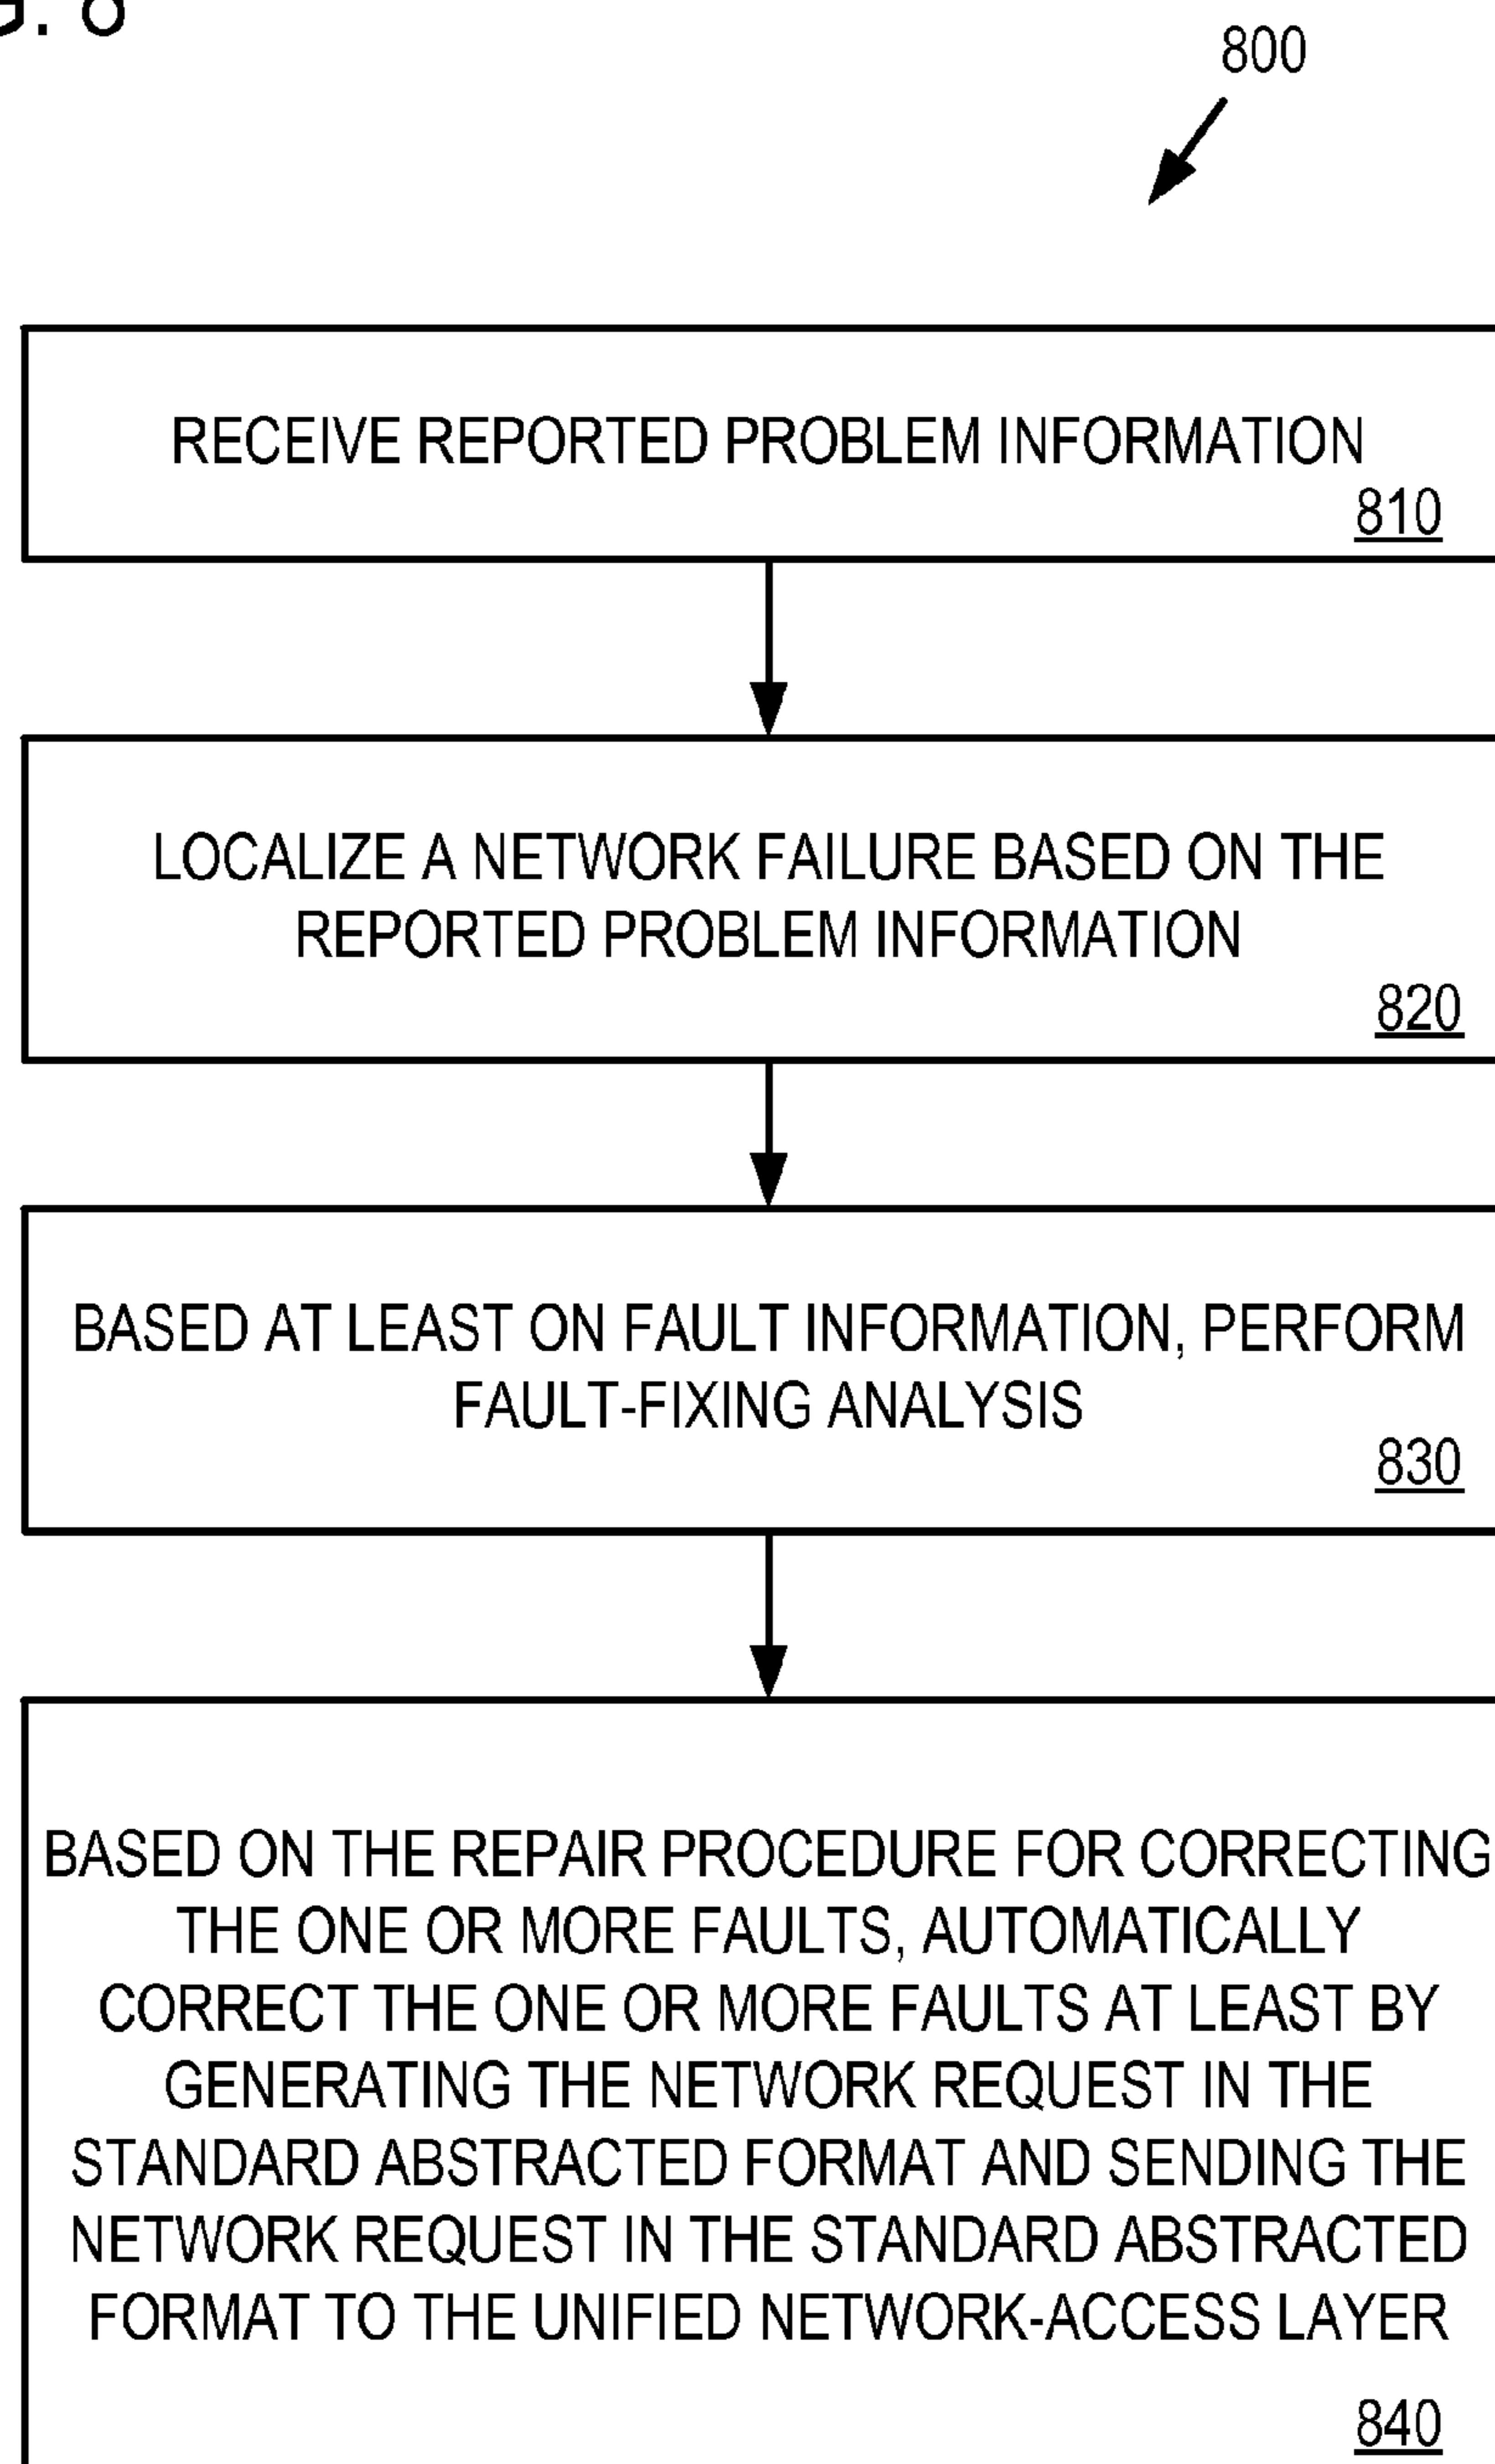 G. 8
800
RECEIVE REPORTED PROBLEM INFORMATION
810
LOCALIZE A NETWORK FAILURE BASED ON THE
REPORTED PROBLEM INFORMATION
820
BASED AT LEAST ON FAULT INFORMATION, PERFORM
FAULT-FIXING ANALYSIS
830
BASED ON THE REPAIR PROCEDURE FOR CORRECTING
THE ONE OR MORE FAULTS, AUTOMATICALLY
CORRECT THE ONE OR MORE FAULTS AT LEAST BY
GENERATING THE NETWORK REQUEST IN THE
STANDARD ABSTRACTED FORMAT AND SENDING THE
NETWORK REQUEST IN THE STANDARD ABSTRACTED
FORMAT TO THE UNIFIED NETWORK-ACCESS LAYER
840